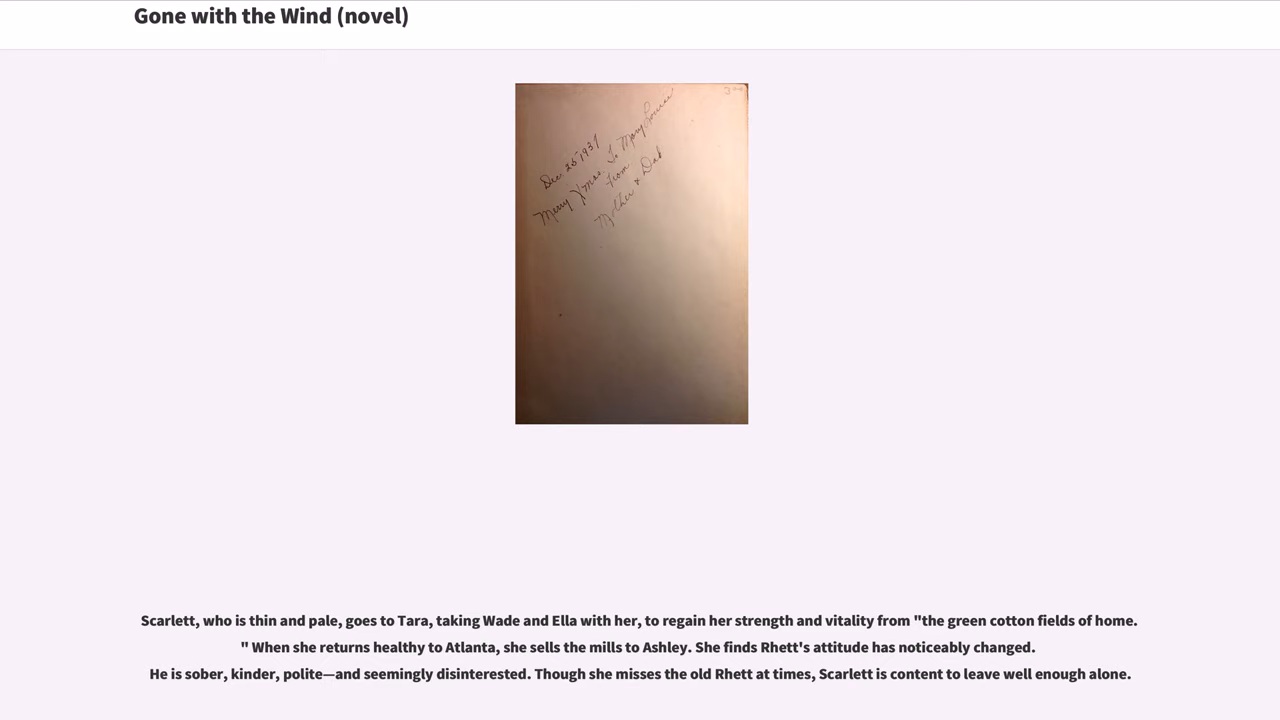 Gone with the Wind (novel)
Dec 25 1937
Merry Xmas. To Mary Louise
From
Mother & Dad
Scarlett, who is thin and pale, goes to Tara, taking Wade and Ella with her, to regain her strength and vitality from "the green cotton fields of home.
" When she returns healthy to Atlanta, she sells the mills to Ashley. She finds Rhett's attitude has noticeably changed.
He is sober, kinder, polite—and seemingly disinterested. Though she misses the old Rhett at times, Scarlett is content to leave well enough alone.